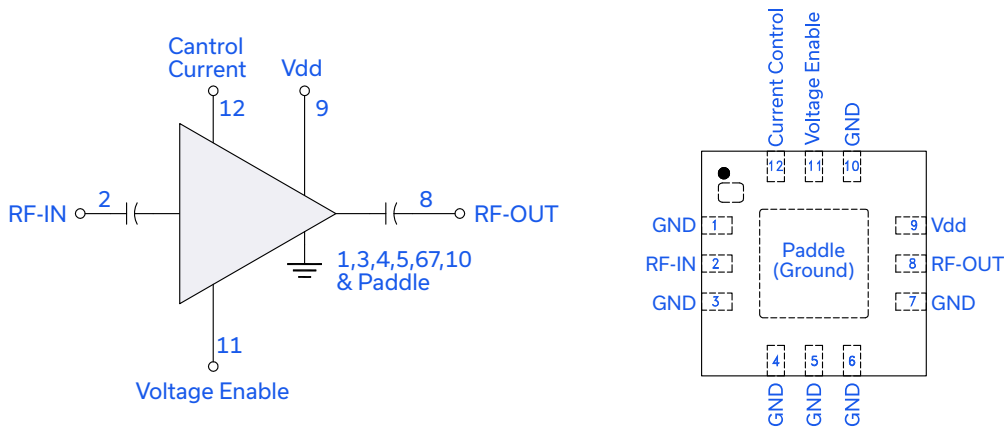 Cantrol
Current
Vdd
12
9
RF-IN
2
8
RF-OUT
1,3,4,5,67,10
& Paddle
11
Voltage Enable
Current Control
Voltage Enable
GND
12
11
10
GND
1
9
Vdd
RF-IN
2
Paddle
(Ground)
8
RF-OUT
GND
3
7
GND
4
5
6
GND
GND
GND